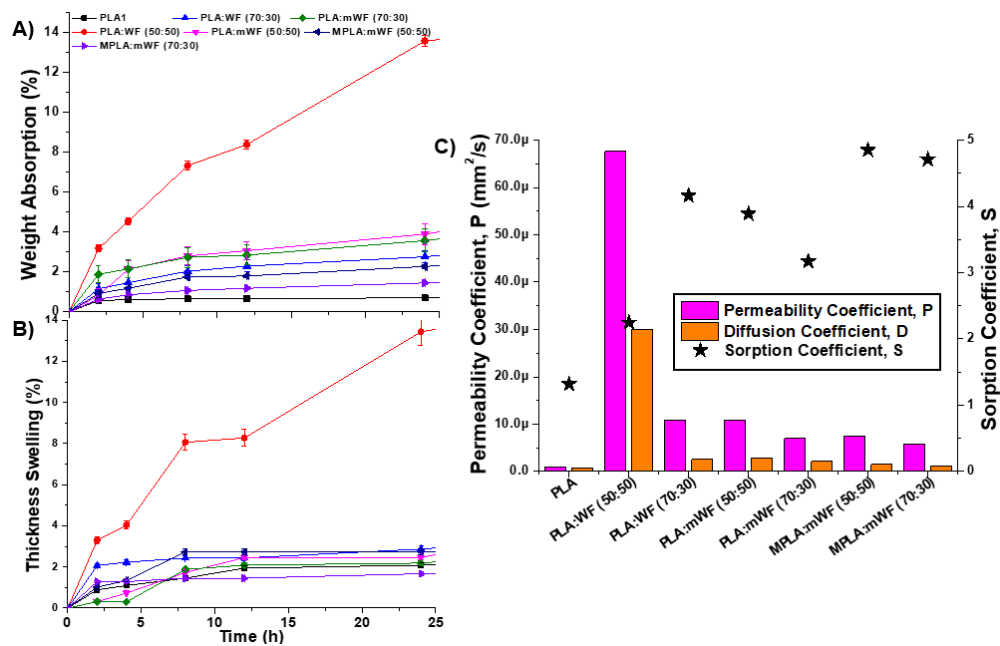 A)
PLA1
PLA:WF (70:30)
PLA:mWF (70:30)
PLA:WF (50:50)
PLA:mWF (50:50)
MPLA:mWF (50:50)
MPLA:mWF (70:30)
14
12
10
8
6
4
2
0
Weight Absorption (%)
B)
14
12
10
8
6
4
2
0
Thickness Swelling (%)
0
5
10
15
20
25
Time (h)
C)
70.0µ
60.0µ
50.0µ
40.0µ
30.0µ
20.0µ
10.0µ
0.0
Permeability Coefficient, P (mm²/s)
Permeability Coefficient, P
Diffusion Coefficient, D
Sorption Coefficient, S
5
4
3
2
1
0
Sorption Coefficient, S
PLA
PLA:WF (50:50)
PLA:WF (70:30)
PLA:mWF (50:50)
PLA:mWF (70:30)
MPLA:mWF (50:50)
MPLA:mWF (70:30)